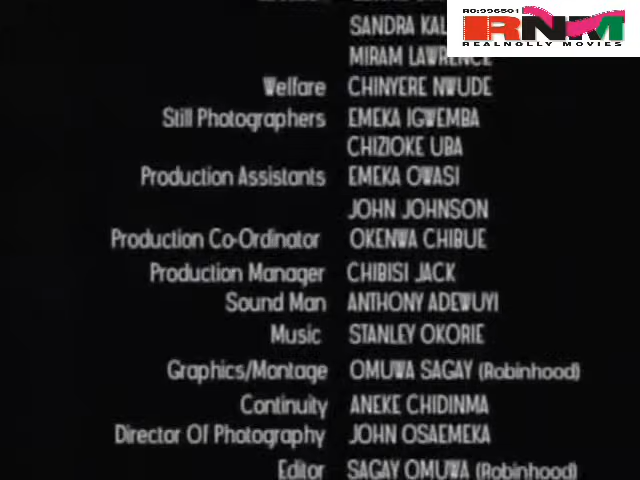 RO:996501
RNM
REALNOLLY MOVIES
SANDRA
MIRAM LAWRENCE
Welfare CHINYERE NWUDE
Still Photographers EMEKA IGWEMBA
CHIZIOKE UBA
Production Assistants EMEKA OWASI
JOHN JOHNSON
Production Co-Ordinator OKENWA CHIBUE
Production Manager CHIBISI JACK
Sound Man ANTHONY ADEWUYI
Music STANLEY OKORIE
Graphics/Montage OMUWA SAGAY (Robinhood)
Continuity ANEKE CHIDINMA
Director Of Photography JOHN OSAEMEKA
Editor SAGAY OMUWA (Robinhood)